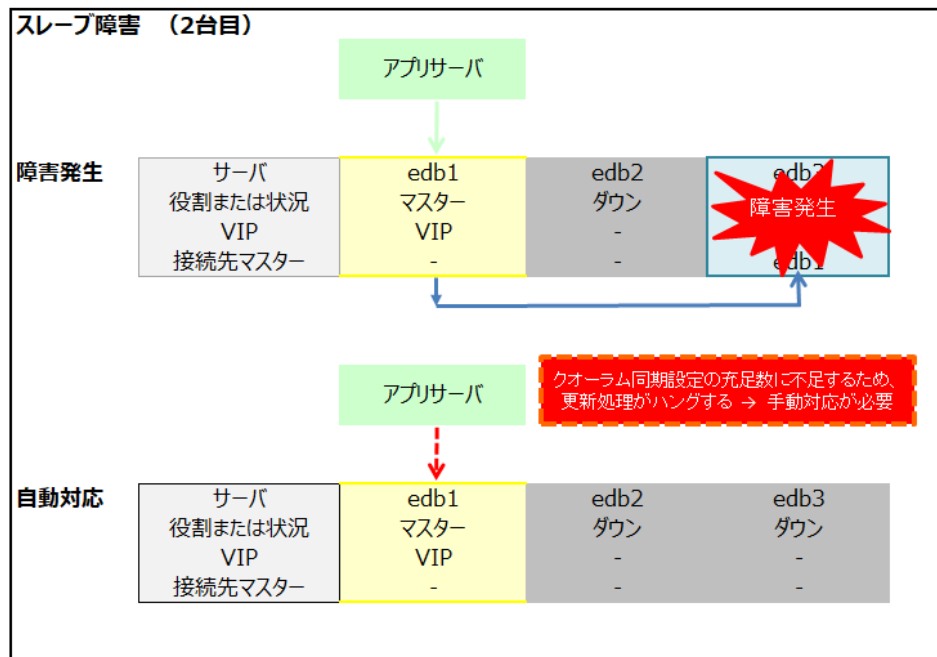 スレーブ障害 （2台目）
アプリサーバ
障害発生
サーバ edb1 edb2 edb3
役割または状況 マスター ダウン
障害発生
VIP VIP -
接続先マスター - - edb1
アプリサーバ
クオーラム同期設定の充足数に不足するため、
更新処理がハングする → 手動対応が必要
自動対応
サーバ edb1 edb2 edb3
役割または状況 マスター ダウン ダウン
VIP VIP - -
接続先マスター - - -